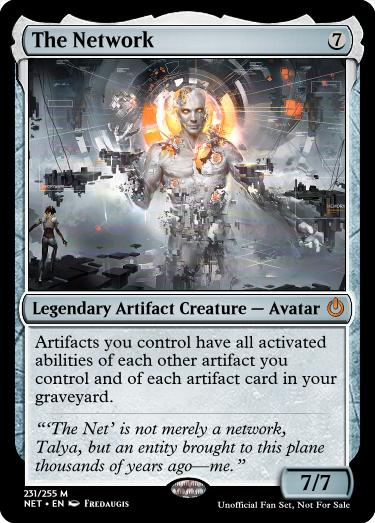 The Network 7
Legendary Artifact Creature — Avatar
Artifacts you control have all activated
abilities of each other artifact you
control and of each artifact card in your
graveyard.
“‘The Net’ is not merely a network,
Talya, but an entity brought to this plane
thousands of years ago—me.”
7/7
231/255 M
NET • EN Fredaugis
Unofficial Fan Set, Not For Sale